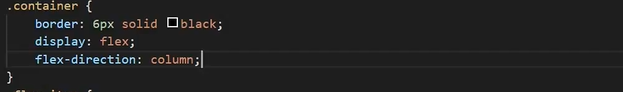 .container {
border: 6px solid black;
display: flex;
flex-direction: column;
}